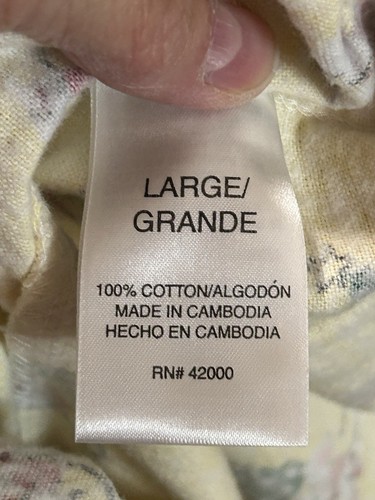 LARGE/
GRANDE
100% COTTON/ALGODÓN
MADE IN CAMBODIA
HECHO EN CAMBODIA
RN# 42000